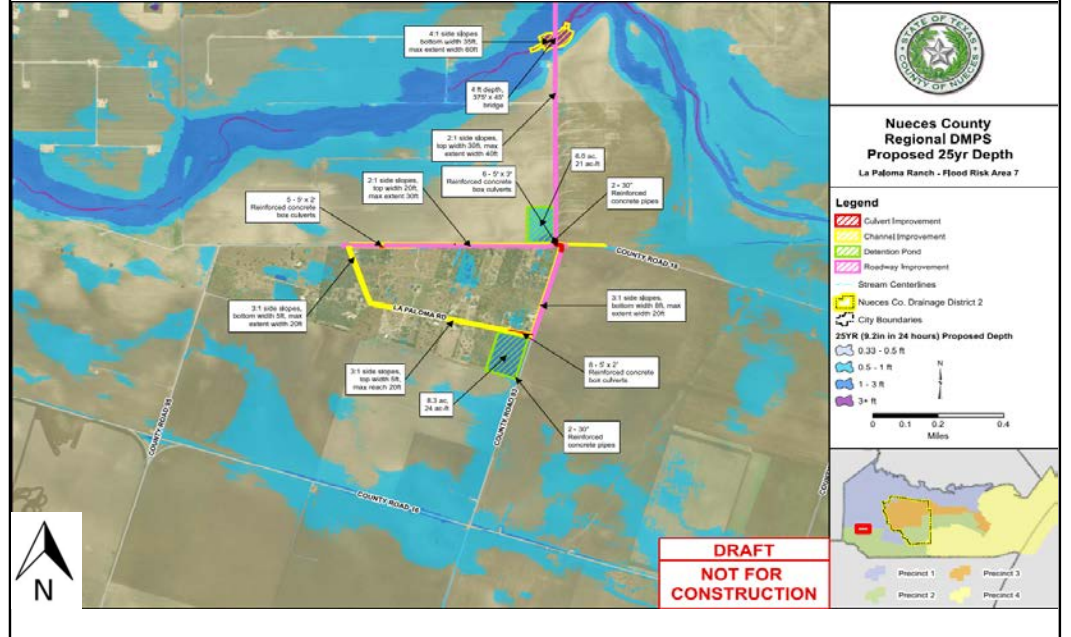 4:1 side slopes
bottom width 35ft,
max extent width 60ft
4 ft depth,
375' x 45'
bridge
2:1 side slopes,
top width 30ft, max
extent width 40ft
6.0 ac,
21 ac-ft
6 - 5' x 3'
Reinforced concrete
box culverts
2:1 side slopes,
top width 20ft,
max extent 30ft
2 - 30"
Reinforced
concrete pipes
5 - 5' x 2'
Reinforced concrete
box culverts
COUNTY ROAD 18
3:1 side slopes,
bottom width 5ft, max
extent width 20ft
LA PALOMA RD
3:1 side slopes,
bottom width 8ft, max
extent width 20ft
3:1 side slopes,
top width 5ft,
max reach 20ft
8 - 5' x 2'
Reinforced concrete
box culverts
8.3 ac,
24 ac-ft
2 - 30"
Reinforced
concrete pipes
COUNTY ROAD 95
COUNTY ROAD 93
COUNTY ROAD 16
N
DRAFT
NOT FOR
CONSTRUCTION
STATE OF TEXAS
COUNTY OF NUECES
Nueces County
Regional DMPS
Proposed 25yr Depth
La Paloma Ranch - Flood Risk Area 7
Legend
Culvert Improvement
Channel Improvement
Detention Pond
Roadway Improvement
Stream Centerlines
Nueces Co. Drainage District 2
City Boundaries
25YR (9.2in in 24 hours) Proposed Depth
0.33 - 0.5 ft
0.5 - 1 ft
1 - 3 ft
3+ ft
N
0 0.1 0.2 0.4
Miles
Precinct 1
Precinct 3
Precinct 2
Precinct 4